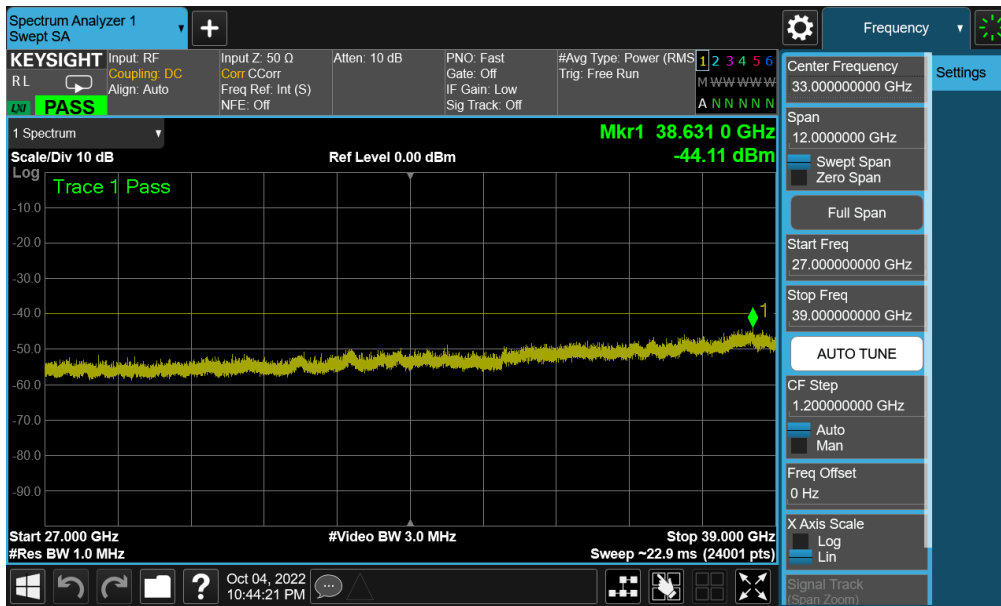 Spectrum Analyzer 1
Swept SA
Frequency
KEYSIGHT
R L
LXI
PASS
Input: RF
Coupling: DC
Align: Auto
Input Z: 50 Ω
Corr CCorr
Freq Ref: Int (S)
NFE: Off
Atten: 10 dB
PNO: Fast
Gate: Off
IF Gain: Low
Sig Track: Off
#Avg Type: Power (RMS
Trig: Free Run
1 2 3 4 5 6
M W W W W W
A N N N N N
1 Spectrum
Scale/Div 10 dB
Ref Level 0.00 dBm
Mkr1 38.631 0 GHz
-44.11 dBm
Log
Trace 1 Pass
-10.0
-20.0
-30.0
-40.0
-50.0
-60.0
-70.0
-80.0
-90.0
1
Start 27.000 GHz
#Res BW 1.0 MHz
#Video BW 3.0 MHz
Stop 39.000 GHz
Sweep ~22.9 ms (24001 pts)
Oct 04, 2022
10:44:21 PM
Center Frequency
33.000000000 GHz
Settings
Span
12.0000000 GHz
Swept Span
Zero Span
Full Span
Start Freq
27.000000000 GHz
Stop Freq
39.000000000 GHz
AUTO TUNE
CF Step
1.200000000 GHz
Auto
Man
Freq Offset
0 Hz
X Axis Scale
Log
Lin
Signal Track
(Span Zoom)